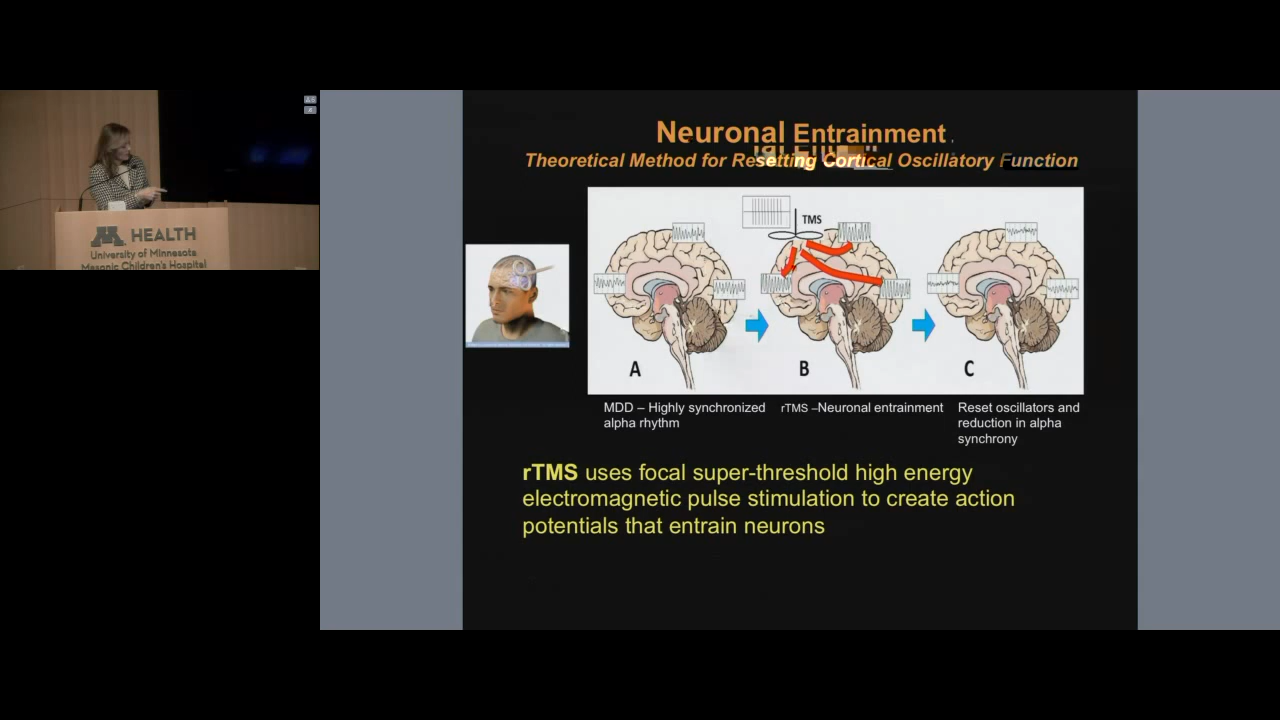 HEALTH
University of Minnesota
Masonic Children's Hospital
Neuronal Entrainment
Theoretical Method for Resetting Cortical Oscillatory Function
TMS
A
B
C
MDD – Highly synchronized
alpha rhythm
rTMS –Neuronal entrainment
Reset oscillators and
reduction in alpha
synchrony
rTMS uses focal super-threshold high energy
electromagnetic pulse stimulation to create action
potentials that entrain neurons